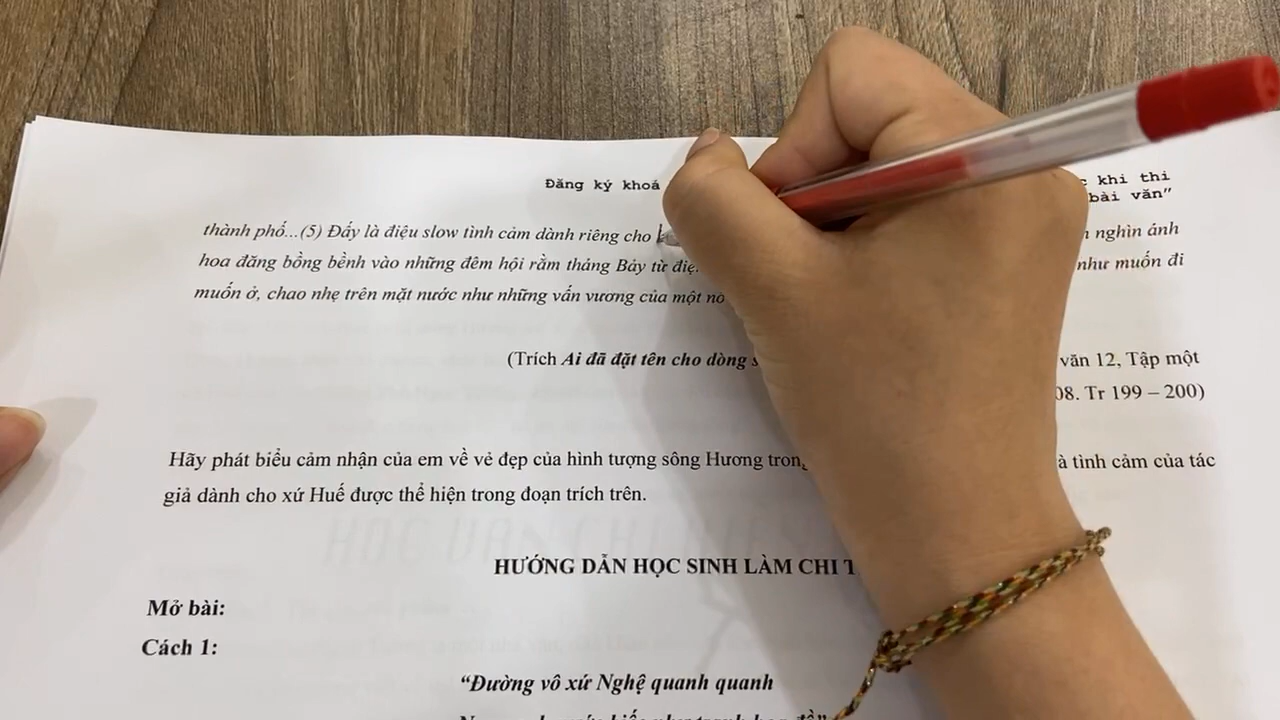 Đăng ký khoá khi thi
bài văn”
thành phố...(5) Đấy là điệu slow tình cảm dành riêng cho nghìn ánh
hoa đăng bồng bềnh vào những đêm hội rằm tháng Bảy từ như muốn đi
muốn ở, chao nhẹ trên mặt nước như những vấn vương của một
(Trích Ai đã đặt tên cho dòng văn 12, Tập một
Tr 199 – 200)
Hãy phát biểu cảm nhận của em về vẻ đẹp của hình tượng sông Hương tình cảm của tác
giả dành cho xứ Huế được thể hiện trong đoạn trích trên.
HƯỚNG DẪN HỌC SINH LÀM CHI
Mở bài:
Cách 1:
“Đường vô xứ Nghệ quanh quanh